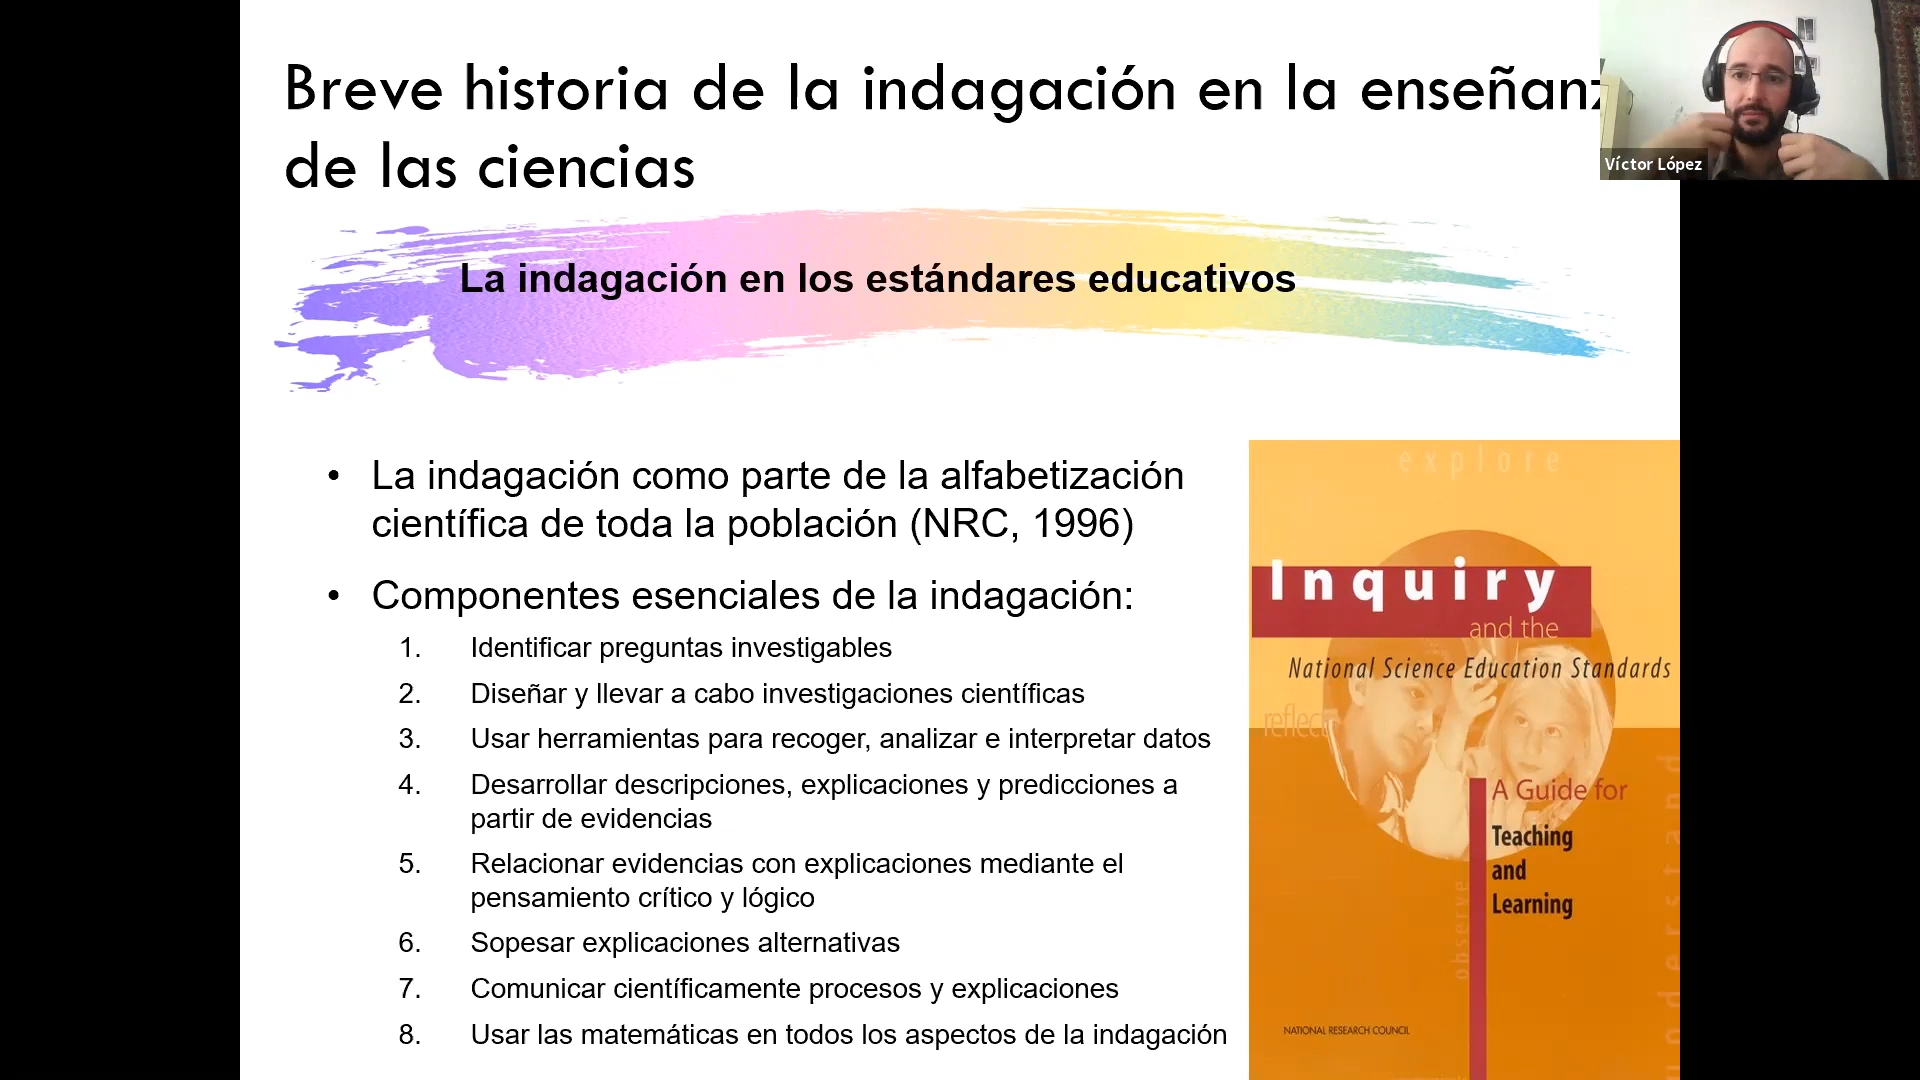 Breve historia de la indagación en la enseñanz
de las ciencias
Víctor López
La indagación en los estándares educativos
• La indagación como parte de la alfabetización
científica de toda la población (NRC, 1996)
• Componentes esenciales de la indagación:
1. Identificar preguntas investigables
2. Diseñar y llevar a cabo investigaciones científicas
3. Usar herramientas para recoger, analizar e interpretar datos
4. Desarrollar descripciones, explicaciones y predicciones a
partir de evidencias
5. Relacionar evidencias con explicaciones mediante el
pensamiento crítico y lógico
6. Sopesar explicaciones alternativas
7. Comunicar científicamente procesos y explicaciones
8. Usar las matemáticas en todos los aspectos de la indagación
explore
Inquiry
and the
National Science Education Standards
reflect
A Guide for
Teaching
and
Learning
observe
understand
NATIONAL RESEARCH COUNCIL